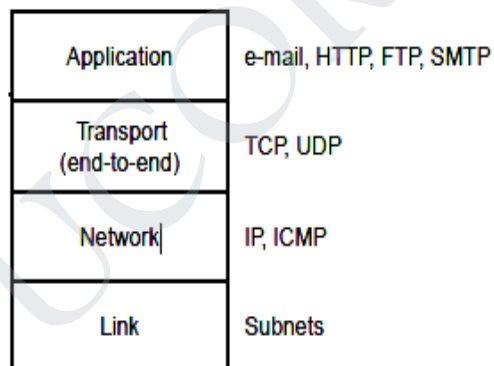 Application e-mail, HTTP, FTP, SMTP
Transport
(end-to-end) TCP, UDP
Network IP, ICMP
Link Subnets